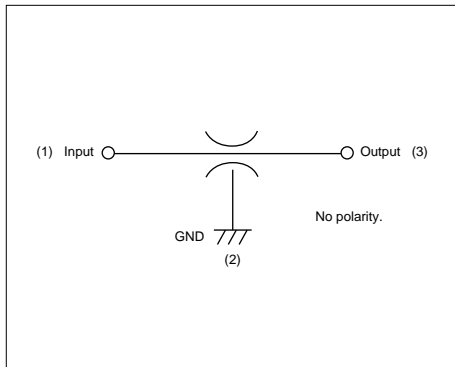 (1) Input Output (3)
No polarity.
GND
(2)